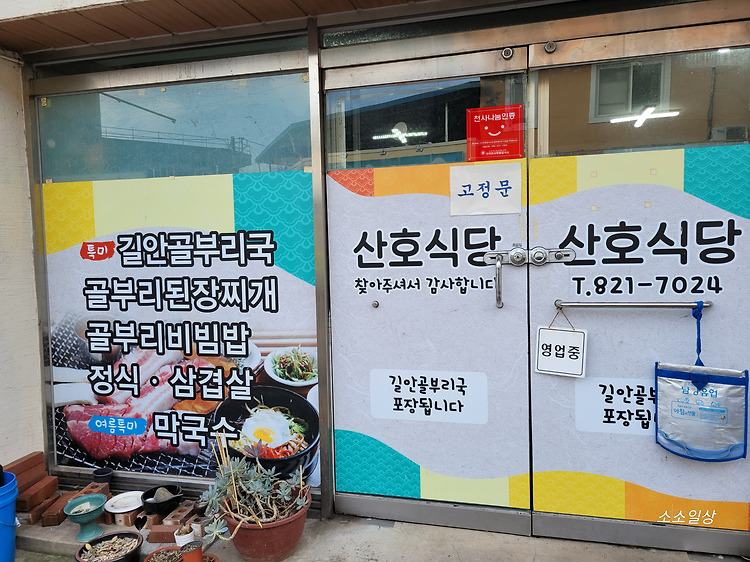 천사나눔인증
고정문
특미 길안골부리국
골부리된장찌개
골부리비빔밥
정식 · 삼겹살
여름특미 막국수
산호식당
찾아주셔서 감사합니다
길안골부리국
포장됩니다
산호식당
T.821-7024
영업중
길안골부
포장됩니
소소일상